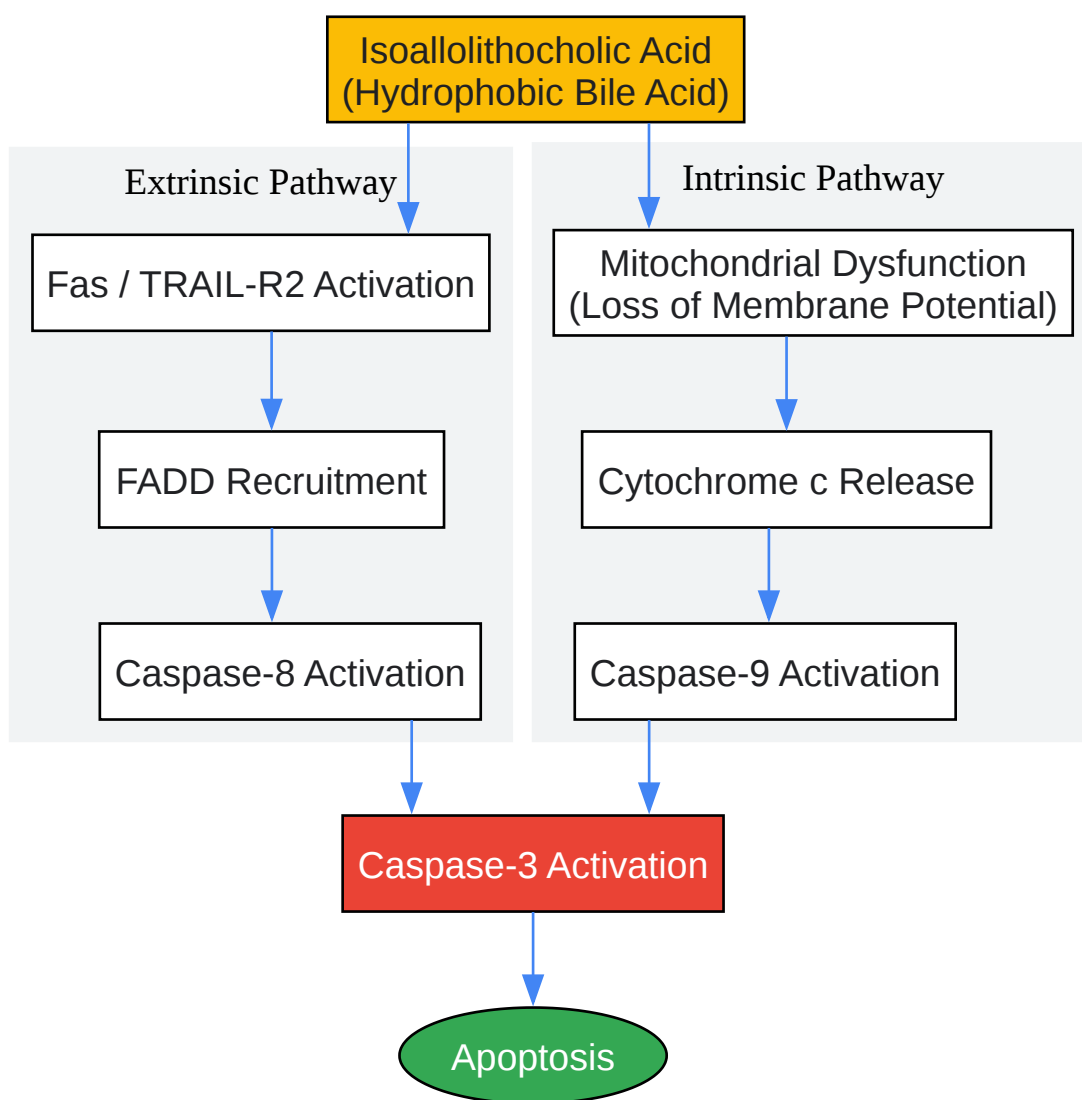 Isoallolithocholic Acid
(Hydrophobic Bile Acid)
Extrinsic Pathway
Intrinsic Pathway
Fas / TRAIL-R2 Activation
Mitochondrial Dysfunction
(Loss of Membrane Potential)
FADD Recruitment
Cytochrome c Release
Caspase-8 Activation
Caspase-9 Activation
Caspase-3 Activation
Apoptosis